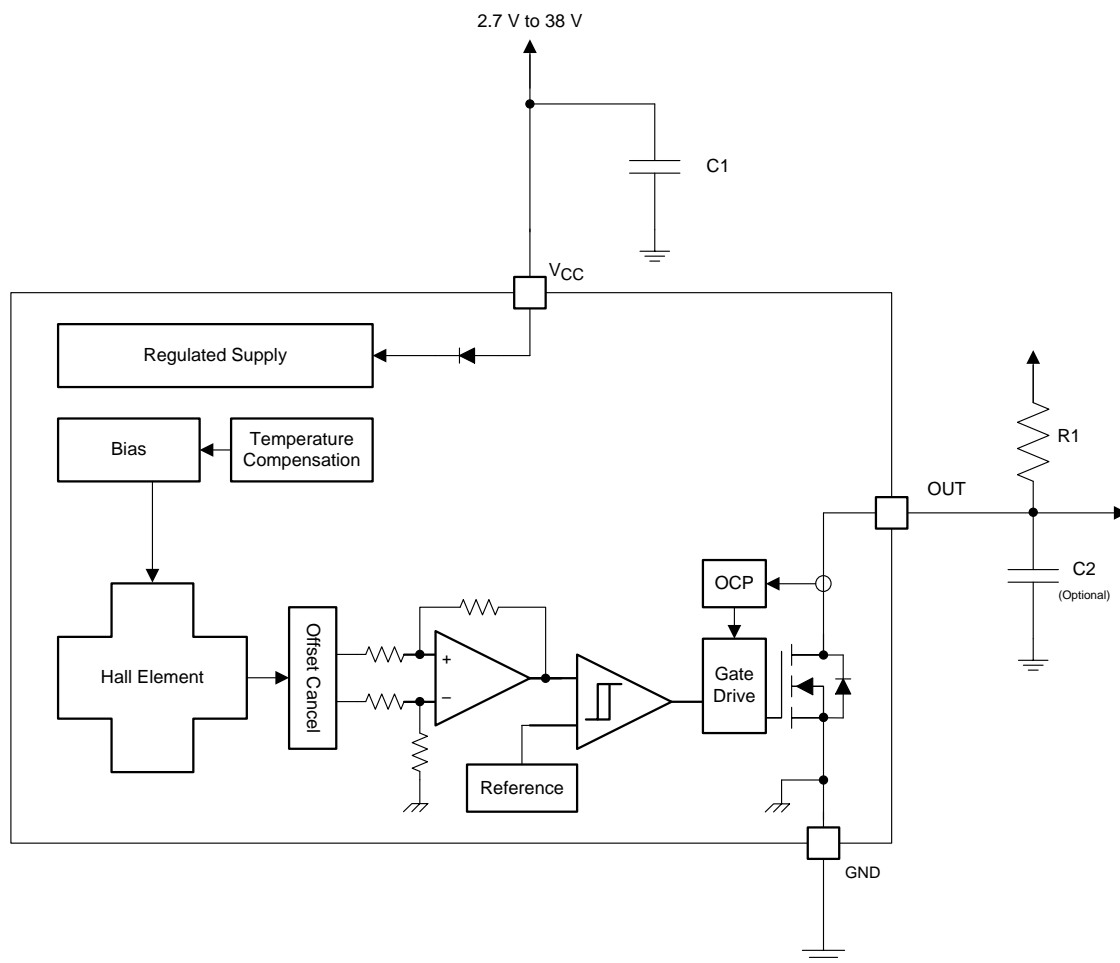 2.7 V to 38 V
C1
VCC
Regulated Supply
Bias
Temperature
Compensation
R1
OUT
OCP
C2
(Optional)
Hall Element
Offset Cancel
+
–
Gate
Drive
Reference
GND